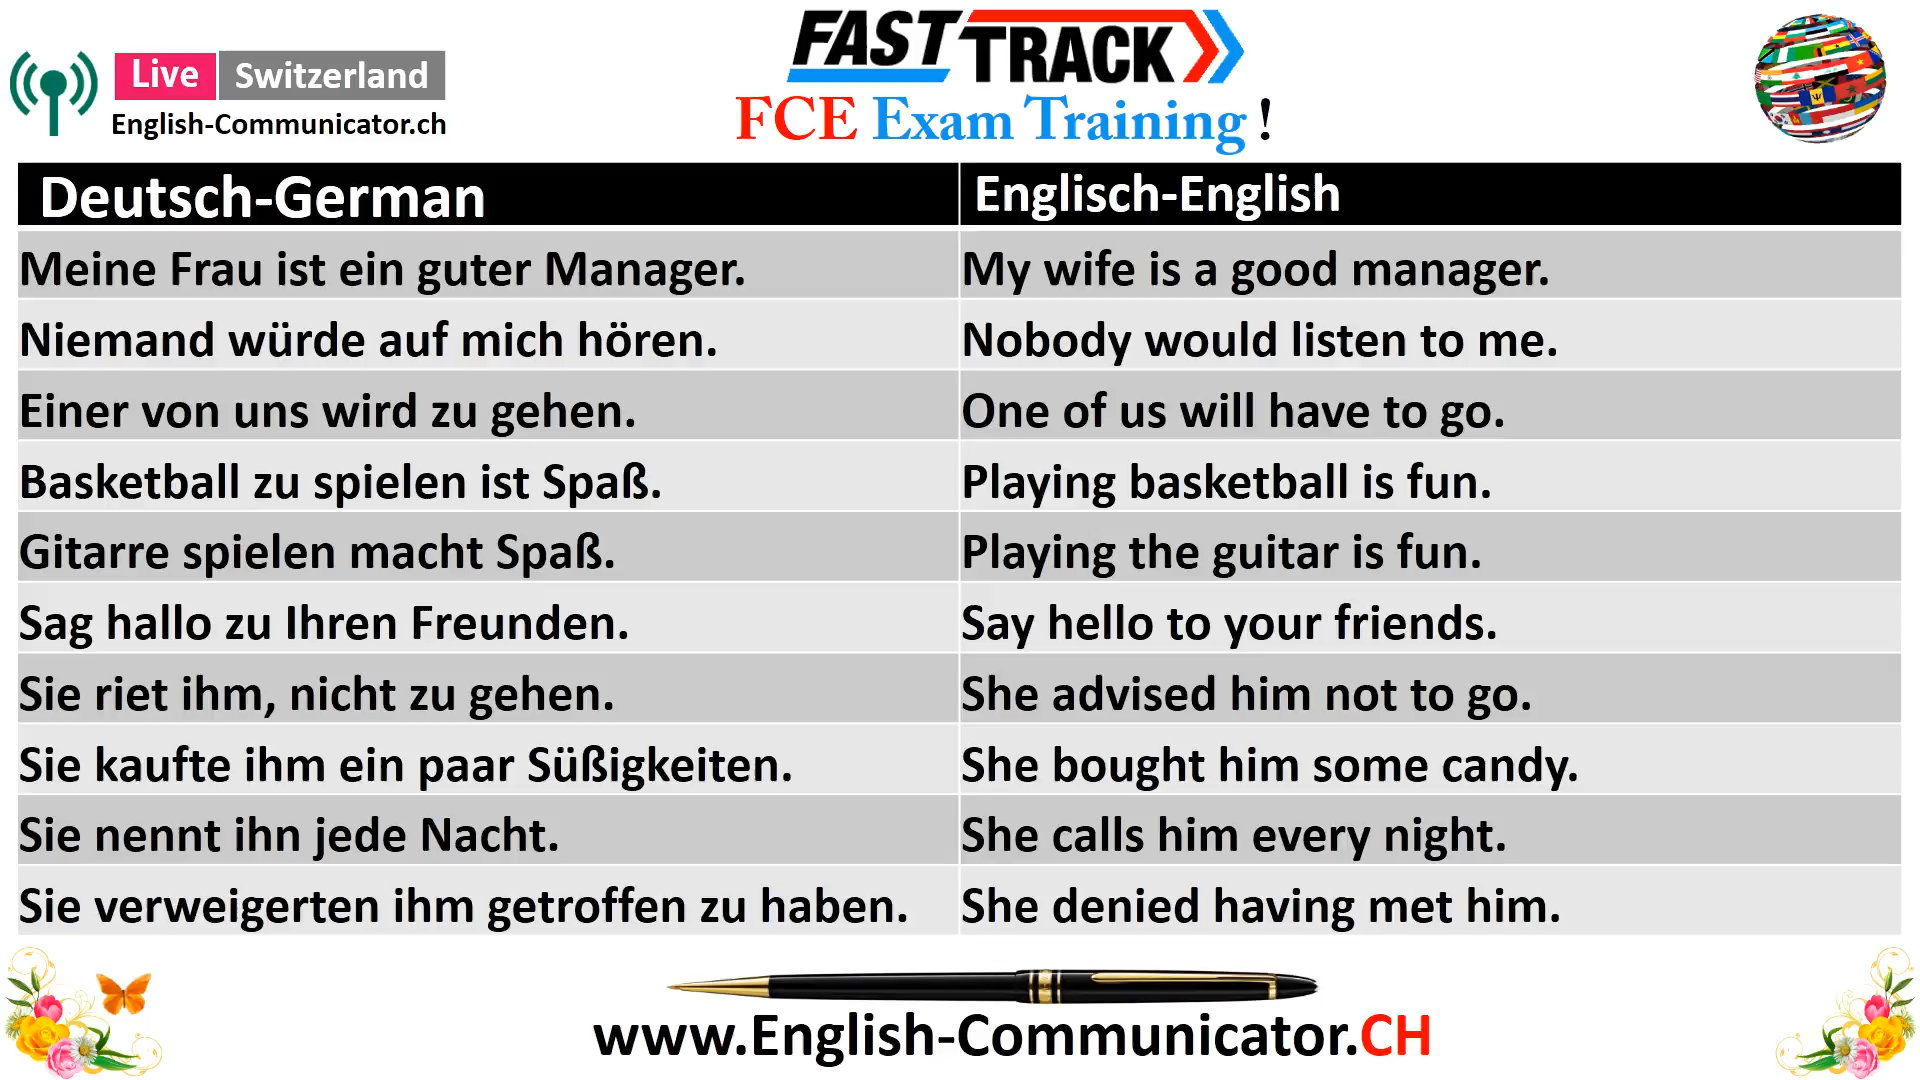 Live Switzerland
English-Communicator.ch
FAST TRACK
FCE Exam Training !
Deutsch-German Englisch-English
Meine Frau ist ein guter Manager. My wife is a good manager.
Niemand würde auf mich hören. Nobody would listen to me.
Einer von uns wird zu gehen. One of us will have to go.
Basketball zu spielen ist Spaß. Playing basketball is fun.
Gitarre spielen macht Spaß. Playing the guitar is fun.
Sag hallo zu Ihren Freunden. Say hello to your friends.
Sie riet ihm, nicht zu gehen. She advised him not to go.
Sie kaufte ihm ein paar Süßigkeiten. She bought him some candy.
Sie nennt ihn jede Nacht. She calls him every night.
Sie verweigerten ihm getroffen zu haben. She denied having met him.
www.English-Communicator.CH